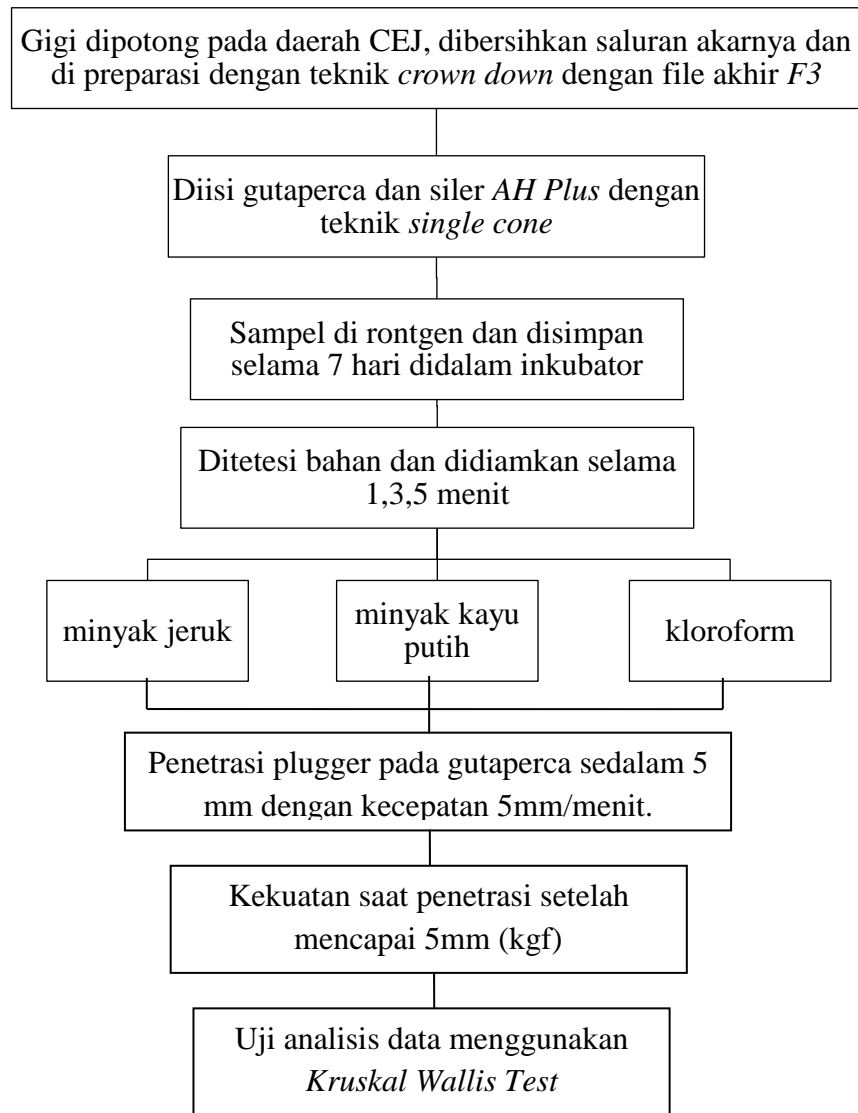 Gigi dipotong pada daerah CEJ, dibersihkan saluran akarnya dan
di preparasi dengan teknik crown down dengan file akhir F3
Diisi gutaperca dan siler AH Plus dengan
teknik single cone
Sampel di rontgen dan disimpan
selama 7 hari didalam inkubator
Ditetesi bahan dan didiamkan selama
1,3,5 menit
minyak jeruk
minyak kayu
putih
kloroform
Penetrasi plugger pada gutaperca sedalam 5
mm dengan kecepatan 5mm/menit.
Kekuatan saat penetrasi setelah
mencapai 5mm (kgf)
Uji analisis data menggunakan
Kruskal Wallis Test